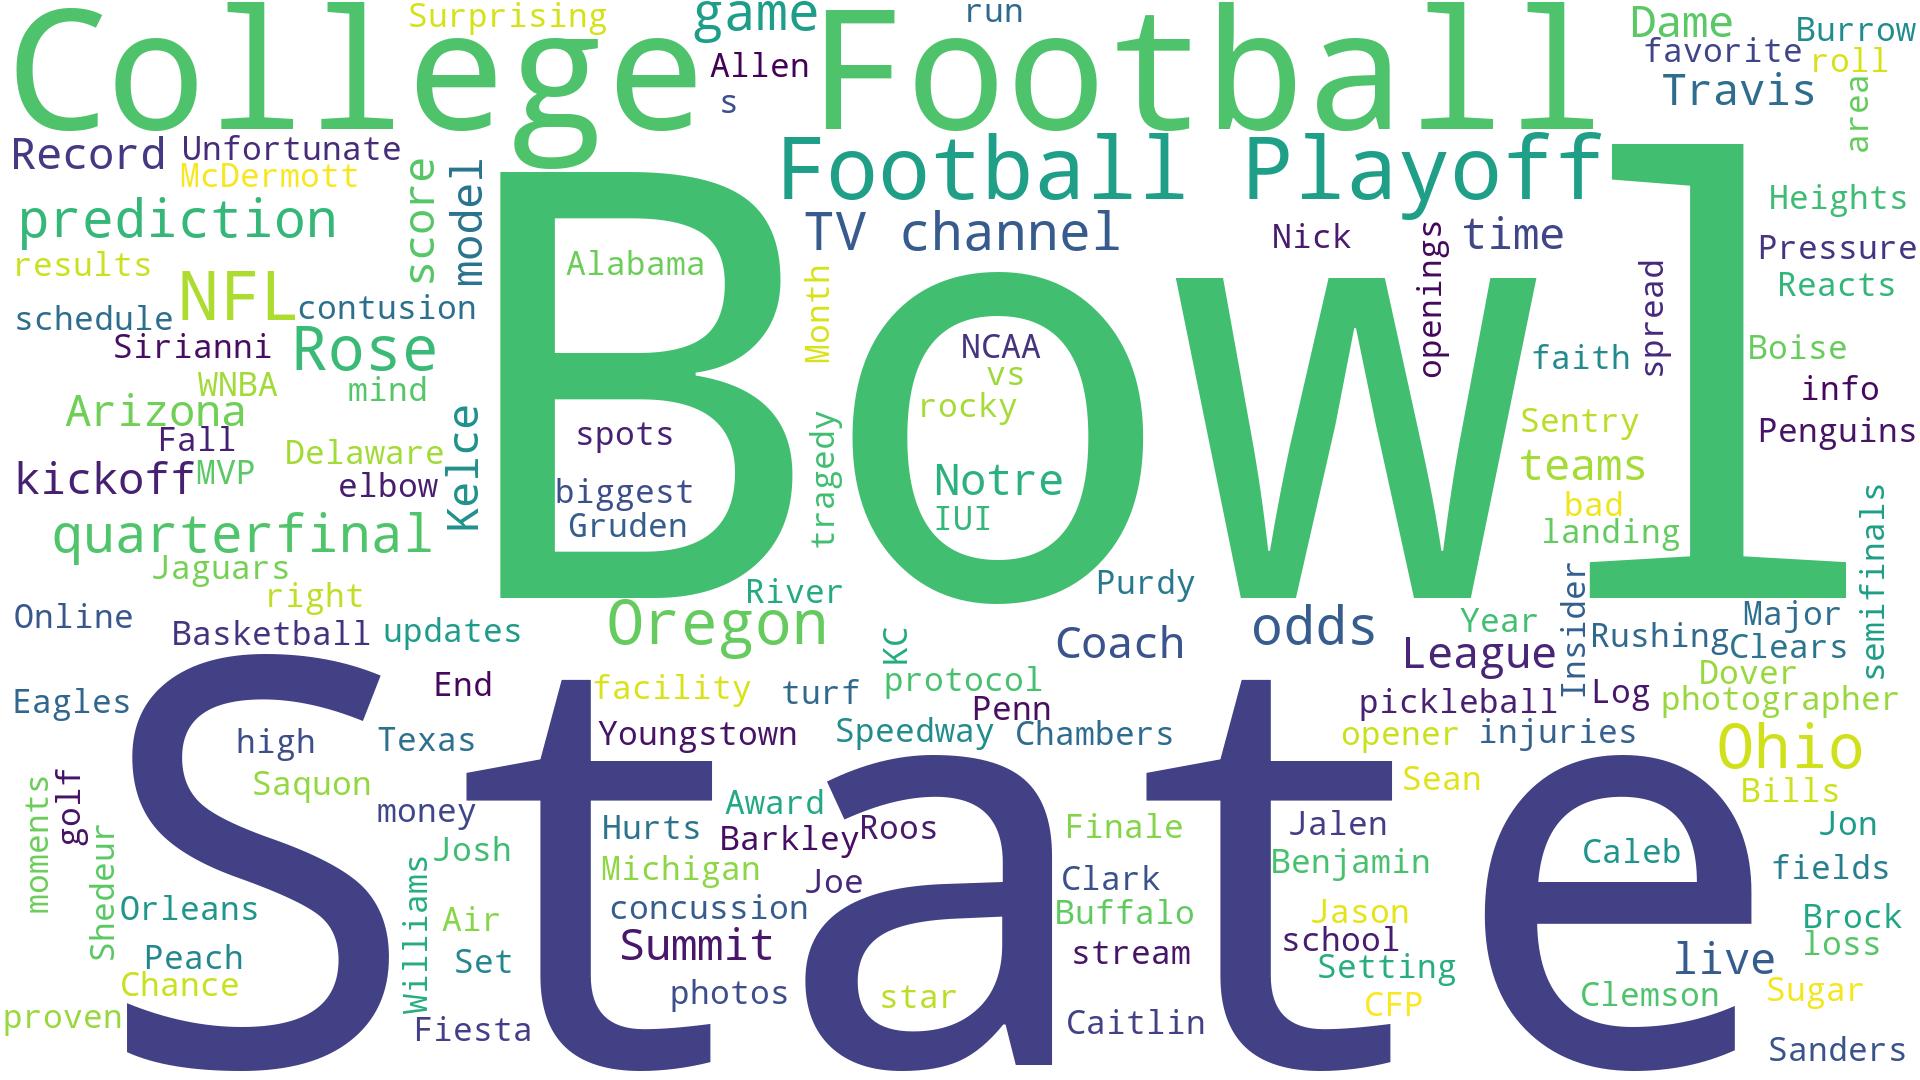 College Football
Surprising
game
run
Dame
Burrow
Allen
favorite
roll
s
Travis
area
Record
Unfortunate
McDermott
score
model
Football Playoff
Bowl
prediction
TV channel
Nick
openings
time
Heights
Pressure
results
NFL
Alabama
Month
spread
Reacts
schedule
contusion
Sirianni
Rose
NCAA
faith
Boise
WNBA
mind
vs
info
Arizona
Kelce
rocky
Sentry
Penguins
Fall
Delaware
spots
tragedy
teams
kickoff
MVP
elbow
biggest
Notre
bad
semifinals
quarterfinal
Gruden
IUI
landing
Jaguars
right
River
Purdy
Insider
Online
Basketball
updates
Oregon
KC
Coach
odds
Year
Rushing
Major
Clears
League
State
End
facility
turf
protocol
Dover
Eagles
Penn
pickleball
Log
photographer
high
Texas
Youngstown
Speedway
Chambers
opener
injuries
Ohio
Saquon
Sean
Bills
moments
golf
money
Award
Shedeur
Josh
Hurts
Barkley
Roos
Finale
Jalen
Jon
Williams
Michigan
Joe
Clark
Benjamin
Caleb
fields
Orleans
Air
concussion
Buffalo
Jason
Brock
Peach
Set
Summit
stream
school
live
loss
Chance
photos
star
Setting
Clemson
Sugar
proven
Fiesta
Caitlin
CFP
Sanders